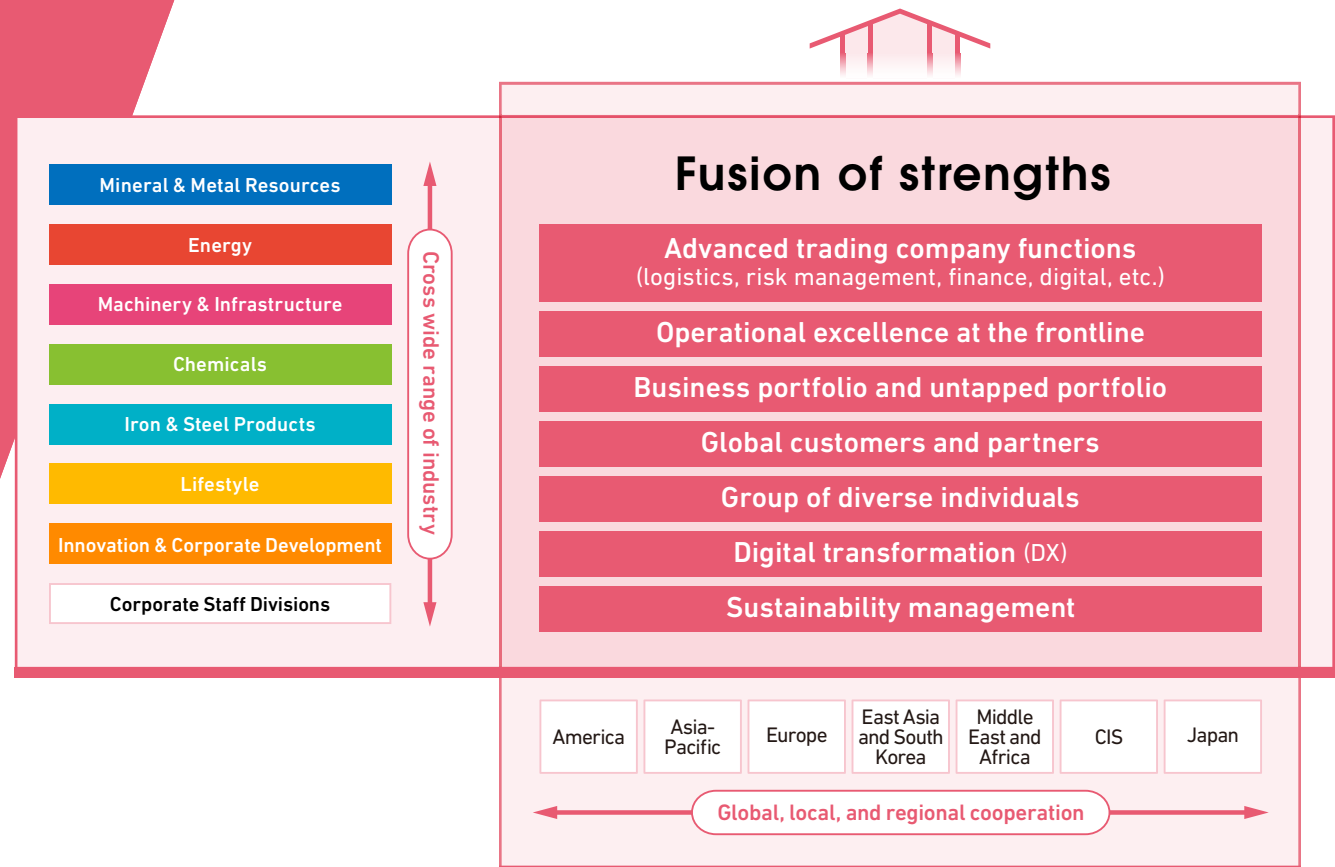 Mineral & Metal Resources
Energy
Machinery & Infrastructure
Chemicals
Iron & Steel Products
Lifestyle
Innovation & Corporate Development
Corporate Staff Divisions
Cross wide range of industry
Fusion of strengths
Advanced trading company functions
(logistics, risk management, finance, digital, etc.)
Operational excellence at the frontline
Business portfolio and untapped portfolio
Global customers and partners
Group of diverse individuals
Digital transformation (DX)
Sustainability management
America
Asia-
Pacific
Europe
East Asia
and South
Korea
Middle
East and
Africa
CIS
Japan
Global, local, and regional cooperation